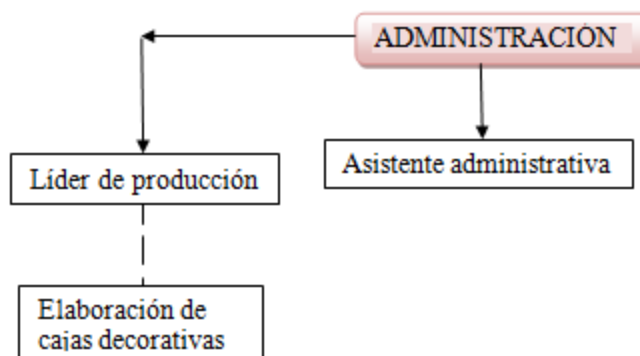 ADMINISTRACIÓN
Asistente administrativa
Líder de producción
Elaboración de
cajas decorativas